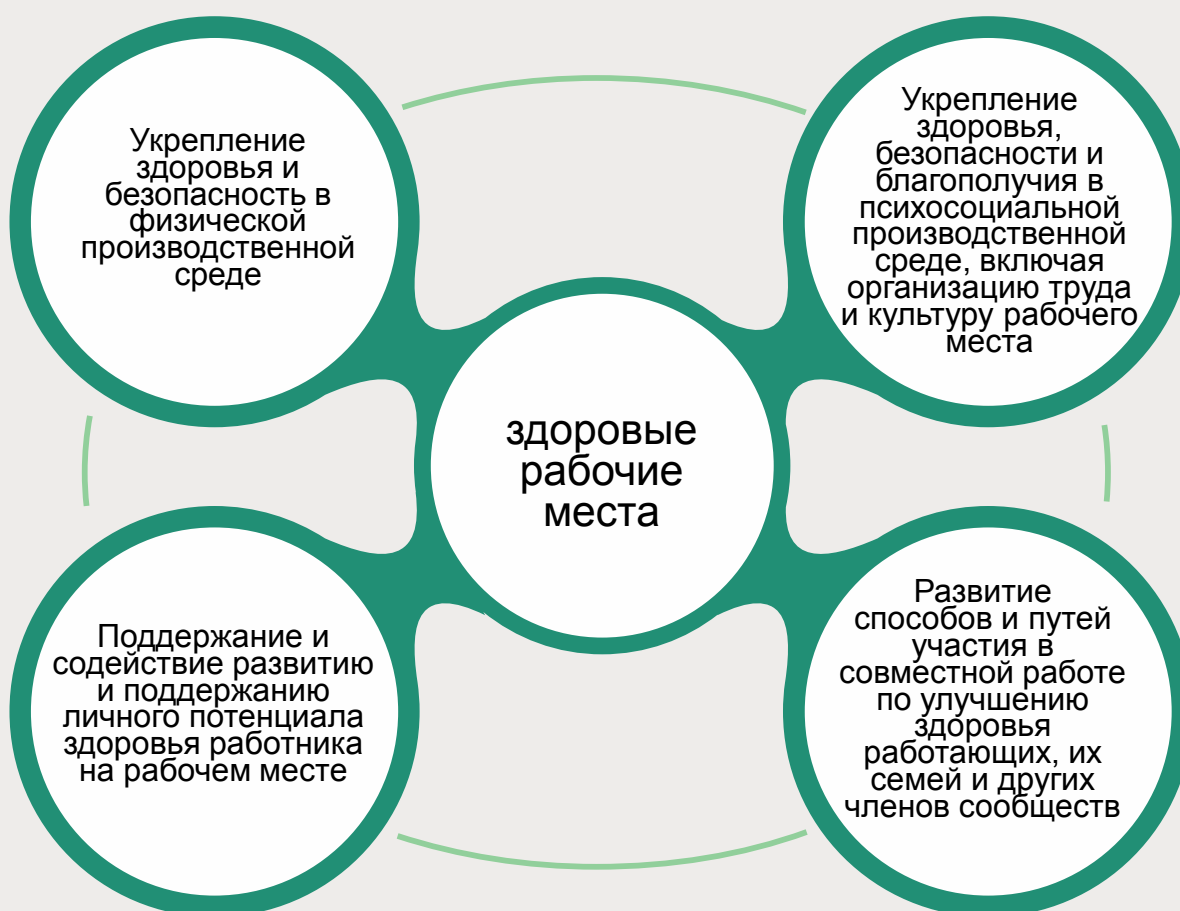 Укрепление
здоровья и
безопасность в
физической
производственной
среде
Укрепление
здоровья,
безопасности и
благополучия в
психосоциальной
производственной
среде, включая
организацию труда
и культуру рабочего
места
здоровые
рабочие
места
Поддержание и
содействие развитию
и поддержанию
личного потенциала
здоровья работника
на рабочем месте
Развитие
способов и путей
участия в
совместной работе
по улучшению
здоровья
работающих, их
семей и других
членов сообществ